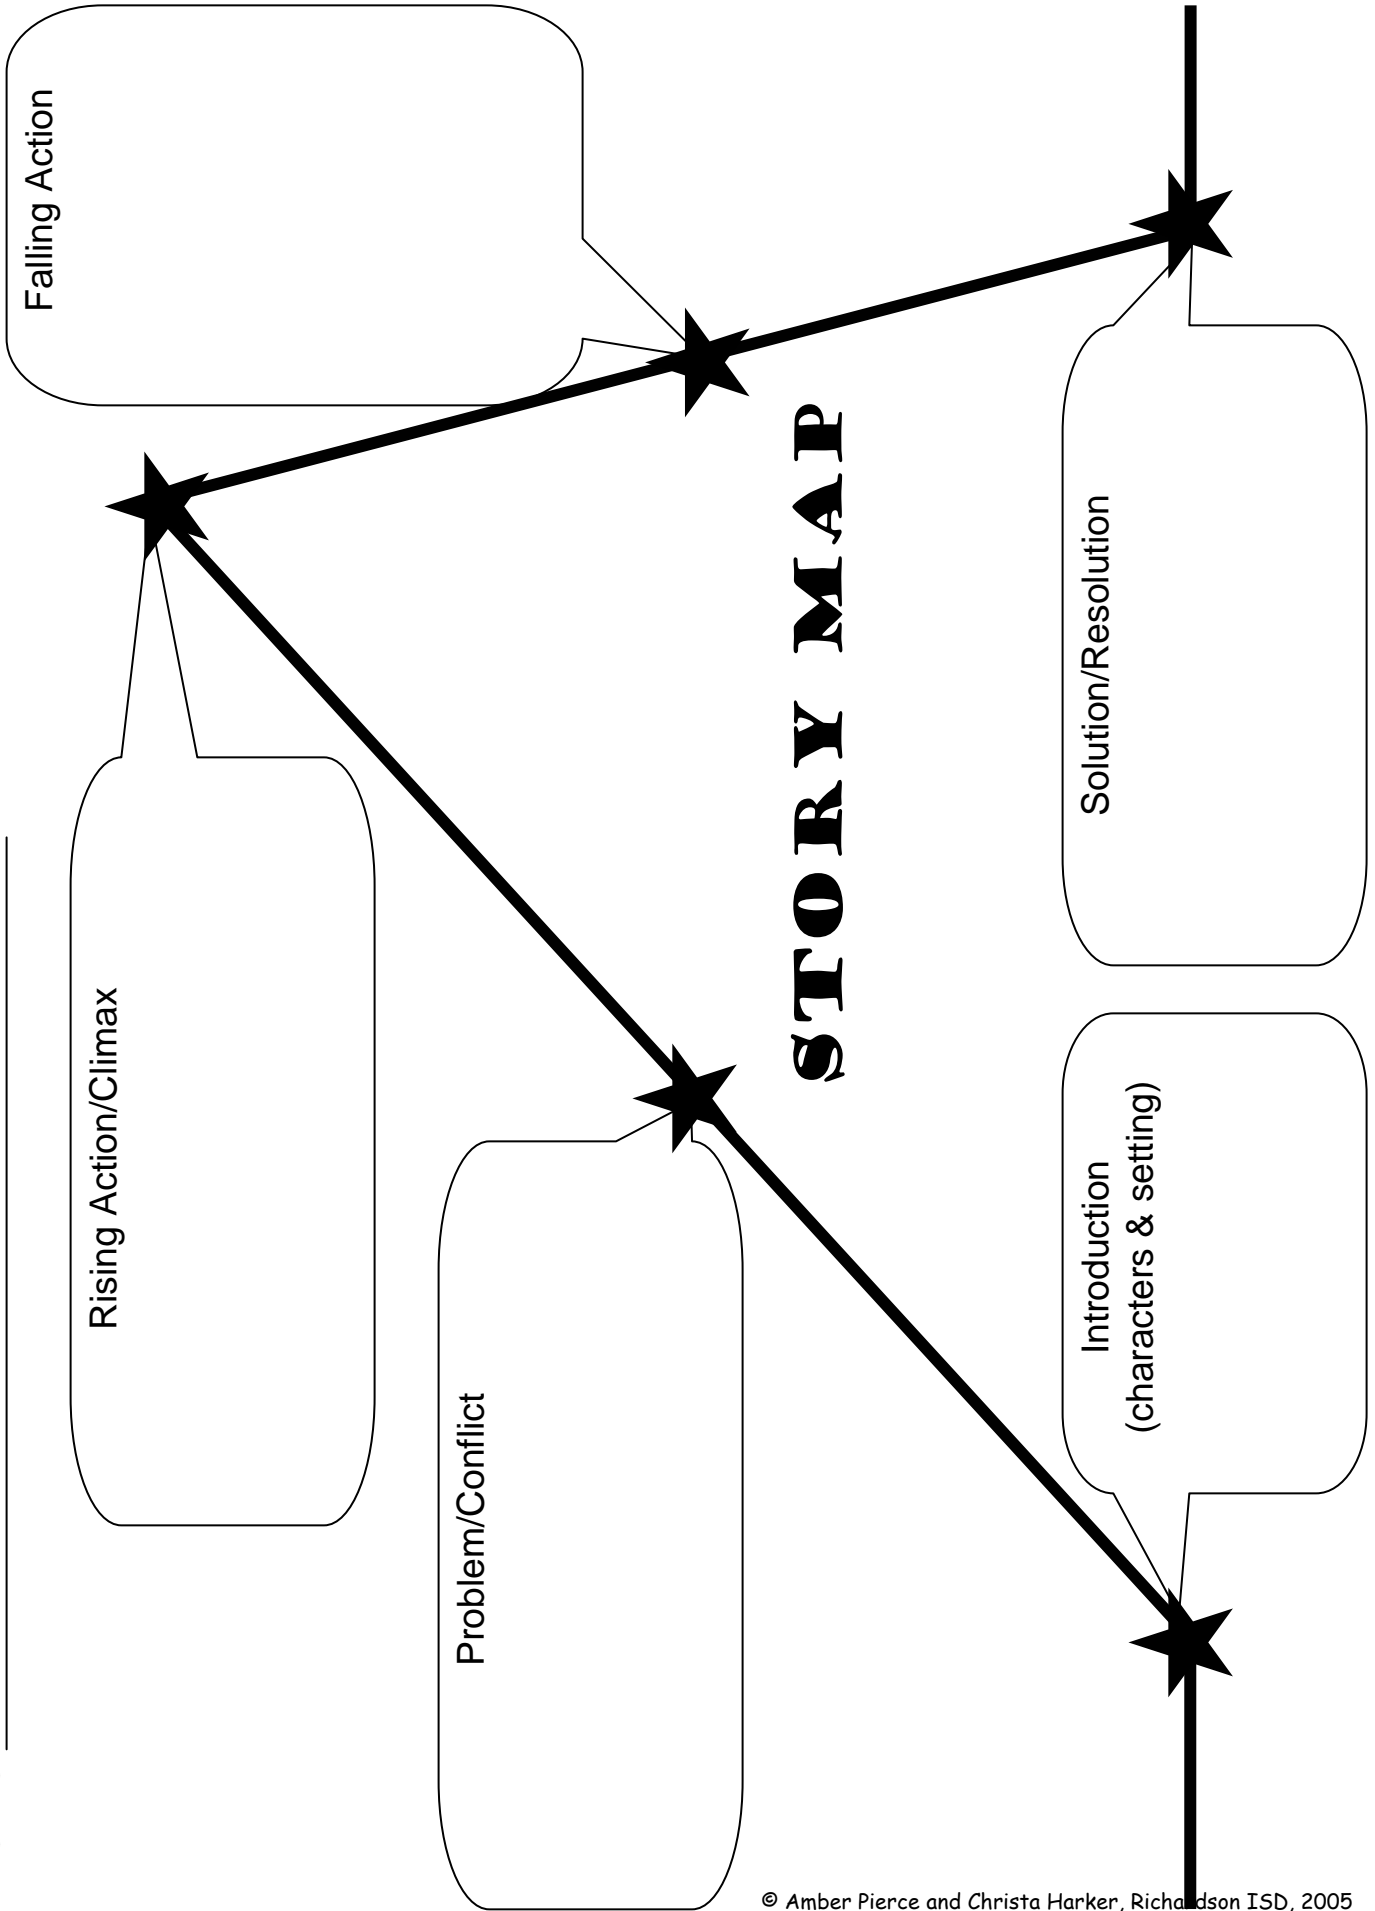 Rising Action/Climax
Falling Action
Problem/Conflict
STORY MAP
Introduction
(characters & setting)
Solution/Resolution
© Amber Pierce and Christa Harker, Richardson ISD, 2005